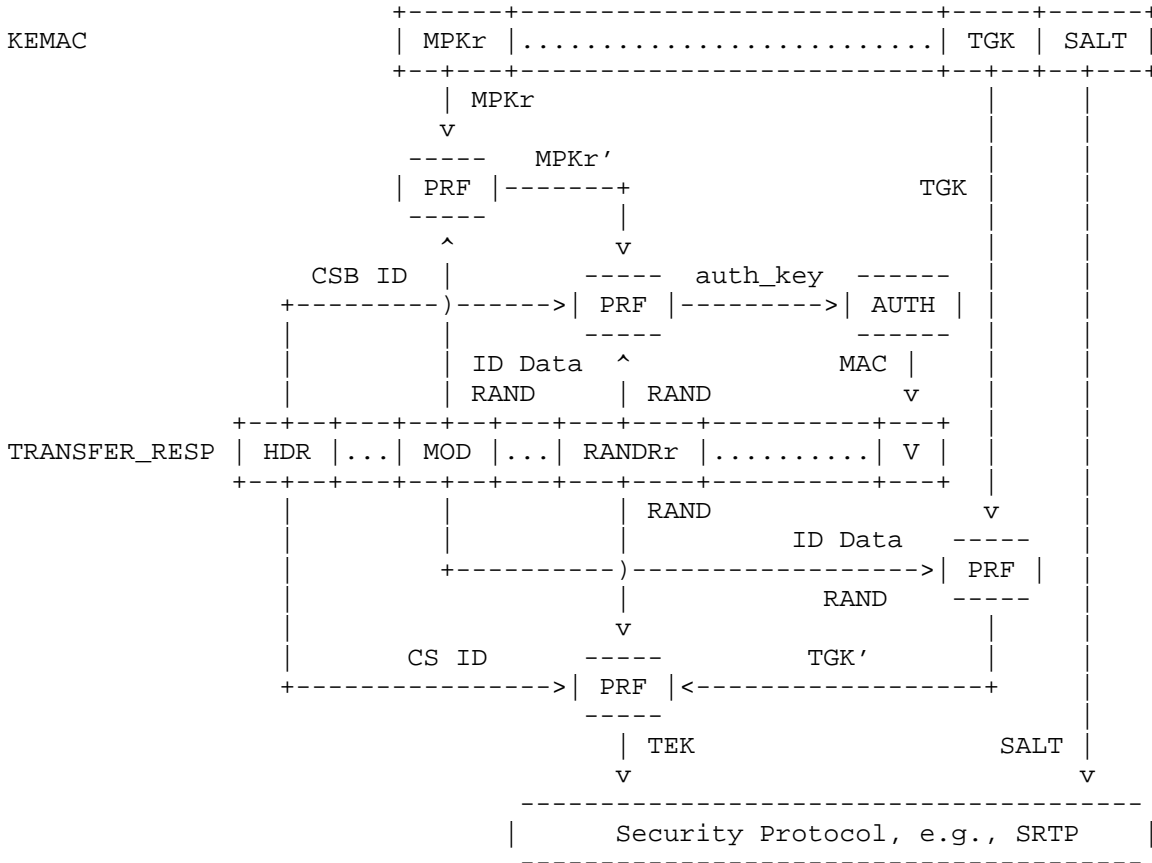 +------+--------------------------+-----+------+
KEMAC                   | MPKr |..........................| TGK | SALT |
                        +--+---+--------------------------+--+--+--+---+
                           | MPKr                            |     |
                           v                                 |     |
                         -----   MPKr’                       |     |
                        | PRF |-------+                  TGK |     |
                         -----        |                      |     |
                           ^          v                      |     |
                   CSB ID  |        -----  auth_key  ------  |     |
                 +---------)------>| PRF |--------->| AUTH | |     |
                 |         |        -----            ------  |     |
                 |         | ID Data  ^             MAC |    |     |
                 |         | RAND     | RAND            v    |     |
              +--+--+---+--+--+---+---+----+----------+---+  |     |
TRANSFER_RESP | HDR |...| MOD |...| RANDRr |..........| V |  |     |
              +--+--+---+--+--+---+---+----+----------+---+  |     |
                 |         |          | RAND                 v     |
                 |         |          |          ID Data   -----   |
                 |         +----------)------------------>| PRF |  |
                 |                    |            RAND    -----   |
                 |                    v                      |     |
                 |       CS ID      -----         TGK’       |     |
                 +---------------->| PRF |<------------------+     |
                                    -----                          |
                                      | TEK                   SALT |
                                      v                            v
                                ---------------------------------------
                               |       Security Protocol, e.g., SRTP   |
                                ---------------------------------------